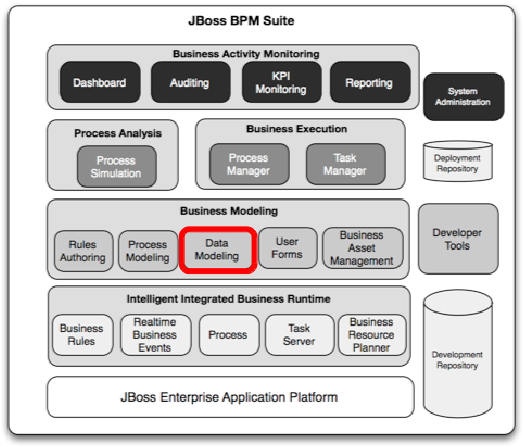 JBoss BPM Suite
Business Activity Monitoring
Dashboard
Auditing
KPI
Monitoring
Reporting
System
Administration
Process Analysis
Process
Simulation
Business Execution
Process
Manager
Task
Manager
Deployment
Repository
Business Modeling
Rules
Authoring
Process
Modeling
Data
Modeling
User
Forms
Business
Asset
Management
Developer
Tools
Intelligent Integrated Business Runtime
Business
Rules
Realtime
Business
Events
Process
Task
Server
Business
Resource
Planner
Development
Repository
JBoss Enterprise Application Platform